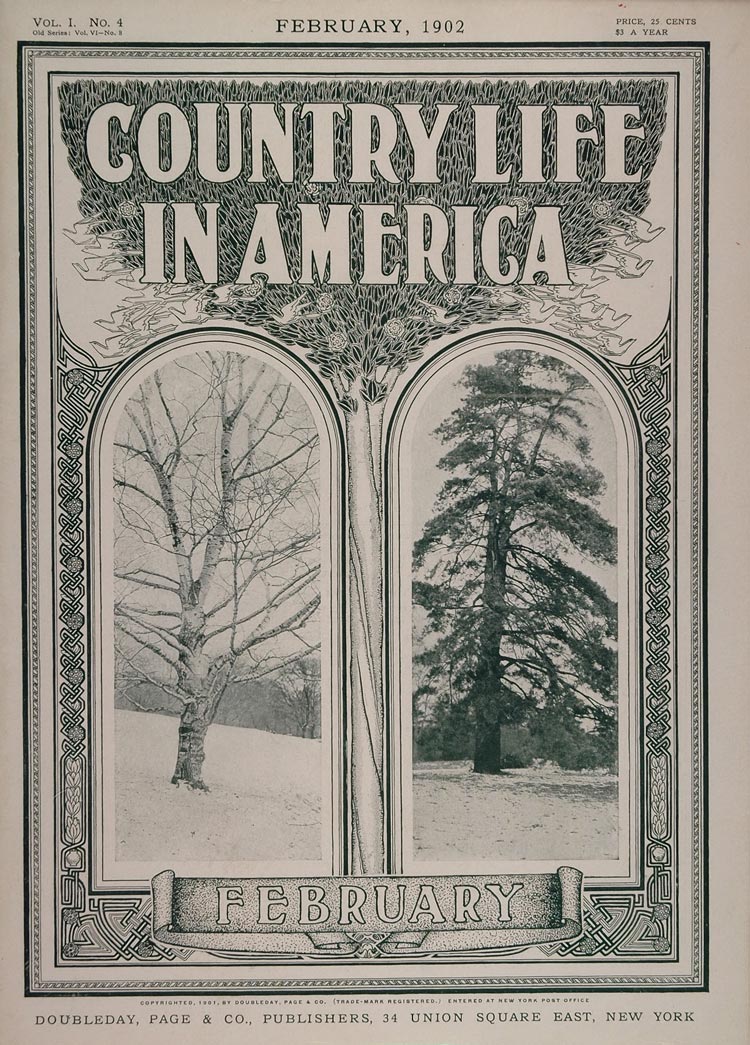 VOL. I. NO. 4
Old Series: Vol. VI—No. 8
FEBRUARY, 1902
PRICE, 25 CENTS
$3 A YEAR
COUNTRY LIFE
IN AMERICA
FEBRUARY
COPYRIGHTED, 1901, BY DOUBLEDAY, PAGE & CO. (TRADE-MARK REGISTERED.) ENTERED AT NEW YORK POST OFFICE
DOUBLEDAY, PAGE & CO., PUBLISHERS, 34 UNION SQUARE EAST, NEW YORK